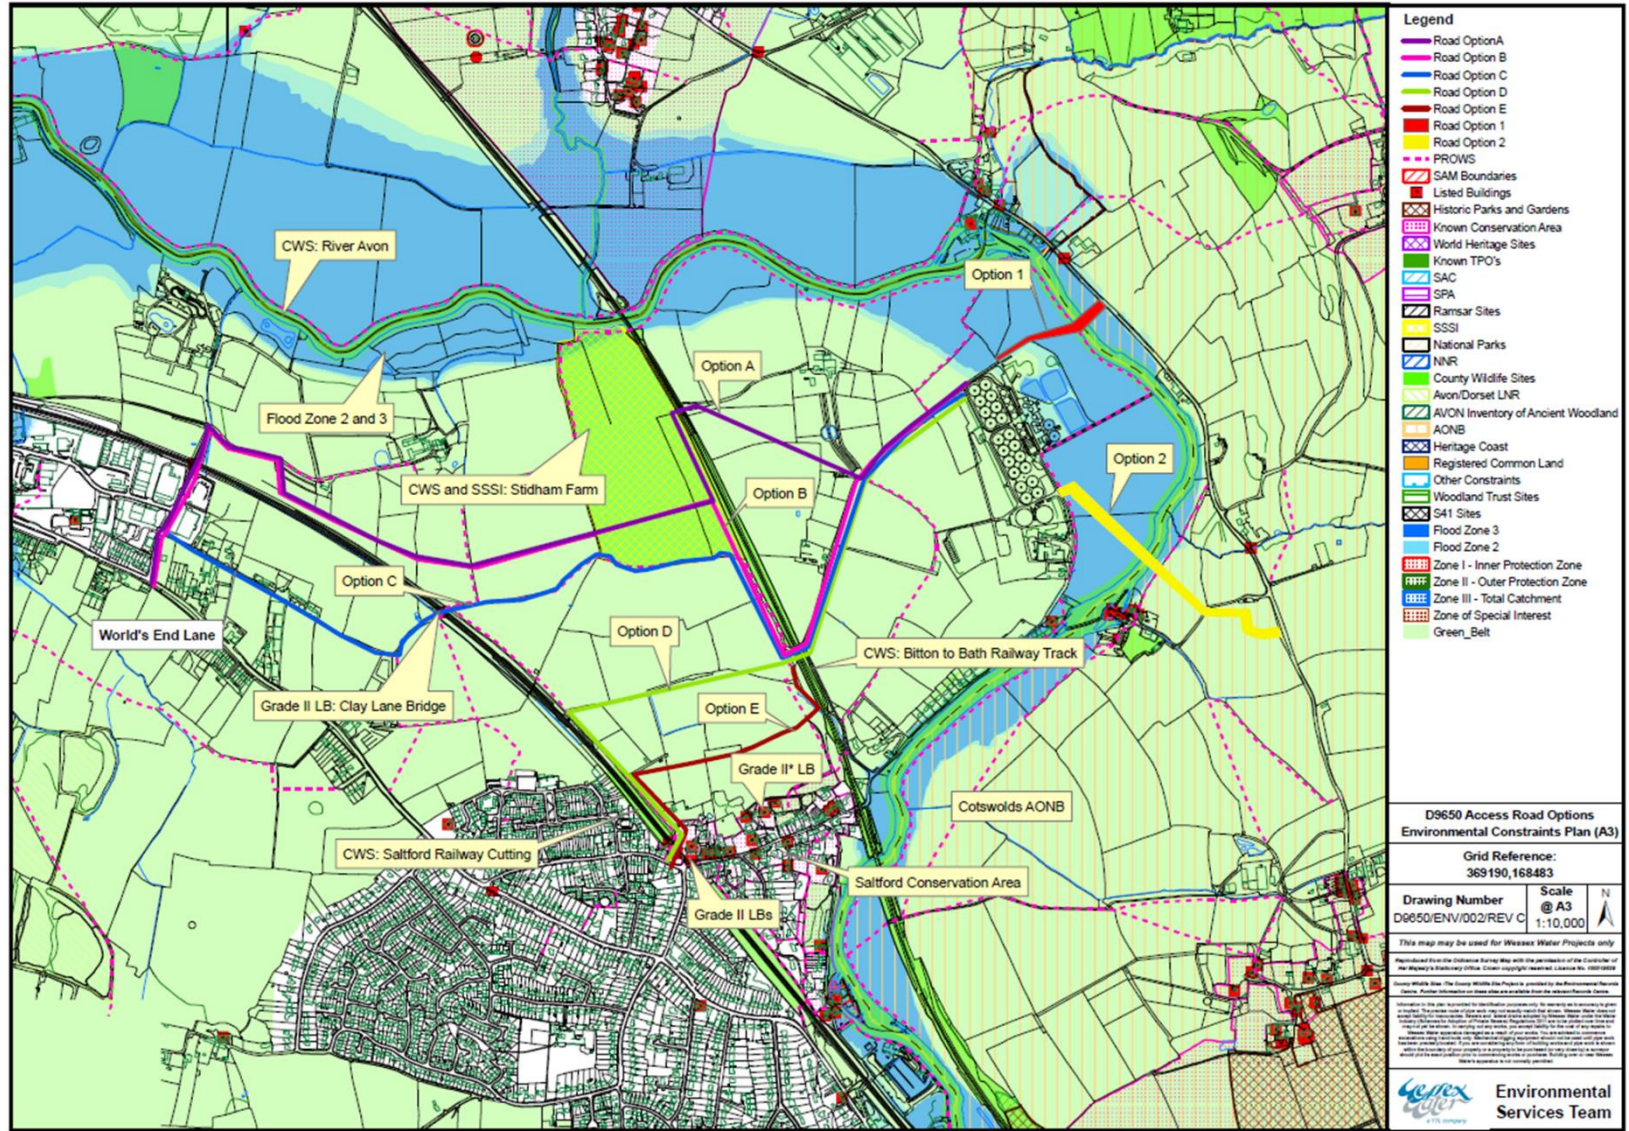 CWS: River Avon
Option 1
Option A
Flood Zone 2 and 3
Option 2
CWS and SSSI: Stidham Farm
Option B
Option C
World's End Lane
Option D
CWS: Bitton to Bath Railway Track
Grade II LB: Clay Lane Bridge
Option E
Grade II* LB
Cotswolds AONB
CWS: Saltford Railway Cutting
Saltford Conservation Area
Grade II LBs
Legend
Road OptionA
Road Option B
Road Option C
Road Option D
Road Option E
Road Option 1
Road Option 2
PROWS
SAM Boundaries
Listed Buildings
Historic Parks and Gardens
Known Conservation Area
World Heritage Sites
Known TPO's
SAC
SPA
Ramsar Sites
SSSI
National Parks
NNR
County Wildlife Sites
Avon/Dorset LNR
AVON Inventory of Ancient Woodland
AONB
Heritage Coast
Registered Common Land
Other Constraints
Woodland Trust Sites
S41 Sites
Flood Zone 3
Flood Zone 2
Zone I - Inner Protection Zone
Zone II - Outer Protection Zone
Zone III - Total Catchment
Zone of Special Interest
Green_Belt
D9650 Access Road Options
Environmental Constraints Plan (A3)
Grid Reference:
369190,168483
Drawing Number
D9650/ENV/002/REV C
Scale
@ A3
1:10,000
N
This map may be used for Wessex Water Projects only
Wessex
Water
a YTL company
Environmental
Services Team